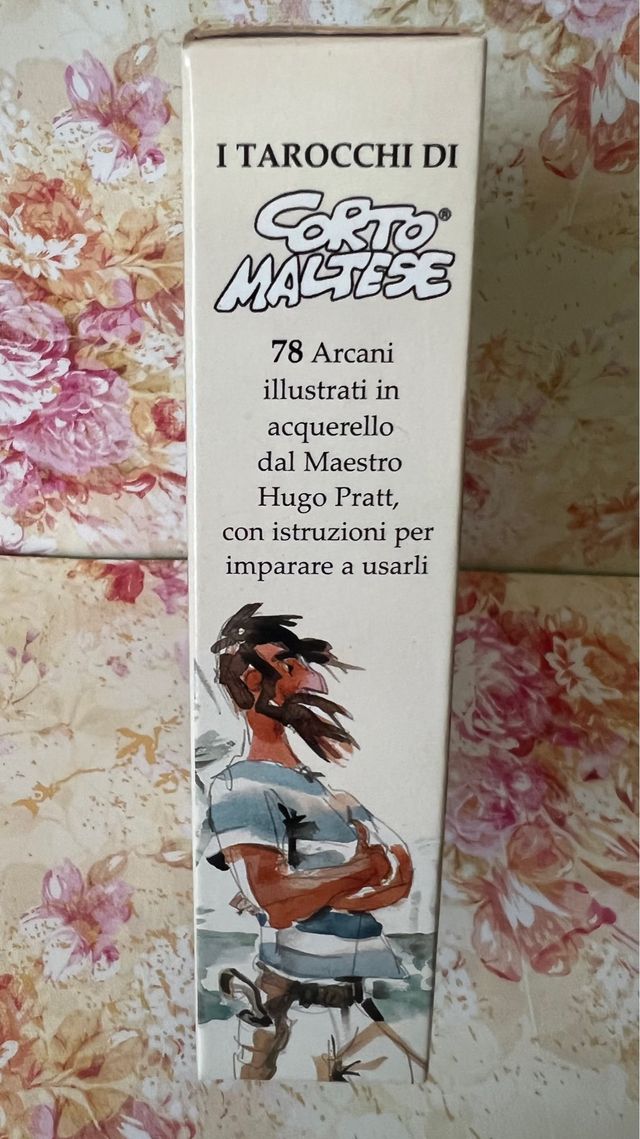 I TAROCCHI DI
CORTO®
MALTESE
78 Arcani
illustrati in
acquerello
dal Maestro
Hugo Pratt,
con istruzioni per
imparare a usarli